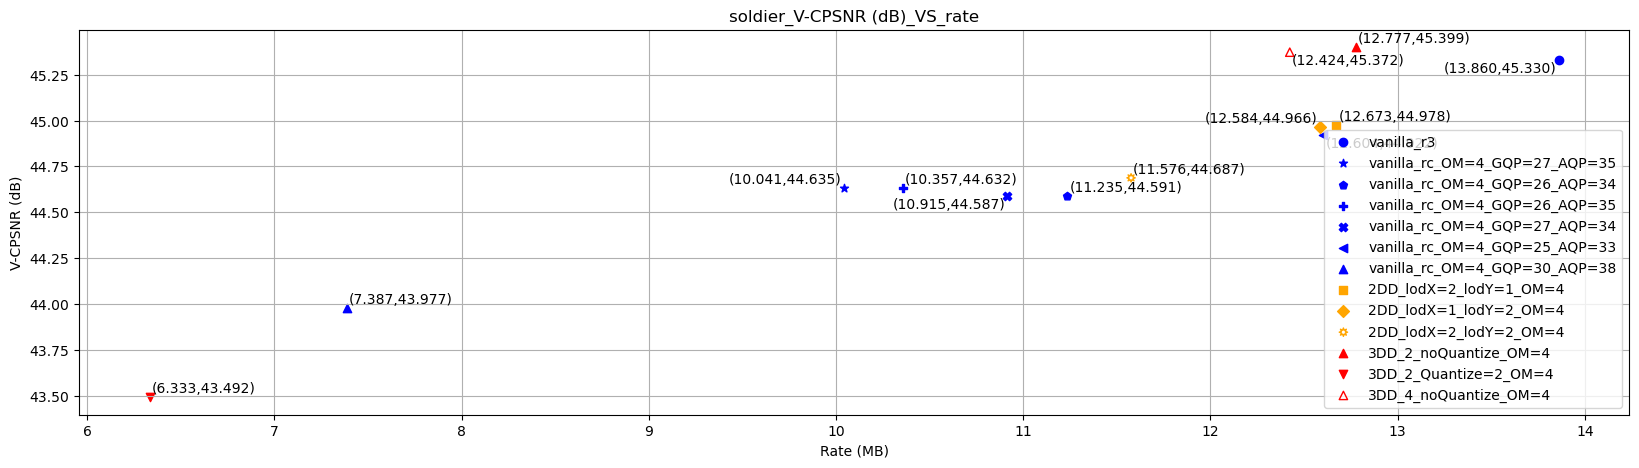 soldier_V-CPSNR (dB)_VS_rate
(12.777,45.399)
(12.424,45.372)
(13.860,45.330)
(12.584,44.966)
(12.673,44.978)
(11.576,44.687)
(10.041,44.635)
(10.357,44.632)
(11.235,44.591)
(10.915,44.587)
(7.387,43.977)
(6.333,43.492)
vanilla_r3
vanilla_rc_OM=4_GQP=27_AQP=35
vanilla_rc_OM=4_GQP=26_AQP=34
vanilla_rc_OM=4_GQP=26_AQP=35
vanilla_rc_OM=4_GQP=27_AQP=34
vanilla_rc_OM=4_GQP=25_AQP=33
vanilla_rc_OM=4_GQP=30_AQP=38
2DD_lodX=2_lodY=1_OM=4
2DD_lodX=1_lodY=2_OM=4
2DD_lodX=2_lodY=2_OM=4
3DD_2_noQuantize_OM=4
3DD_2_Quantize=2_OM=4
3DD_4_noQuantize_OM=4
V-CPSNR (dB)
45.25
45.00
44.75
44.50
44.25
44.00
43.75
43.50
6 7 8 9 10 11 12 13 14
Rate (MB)